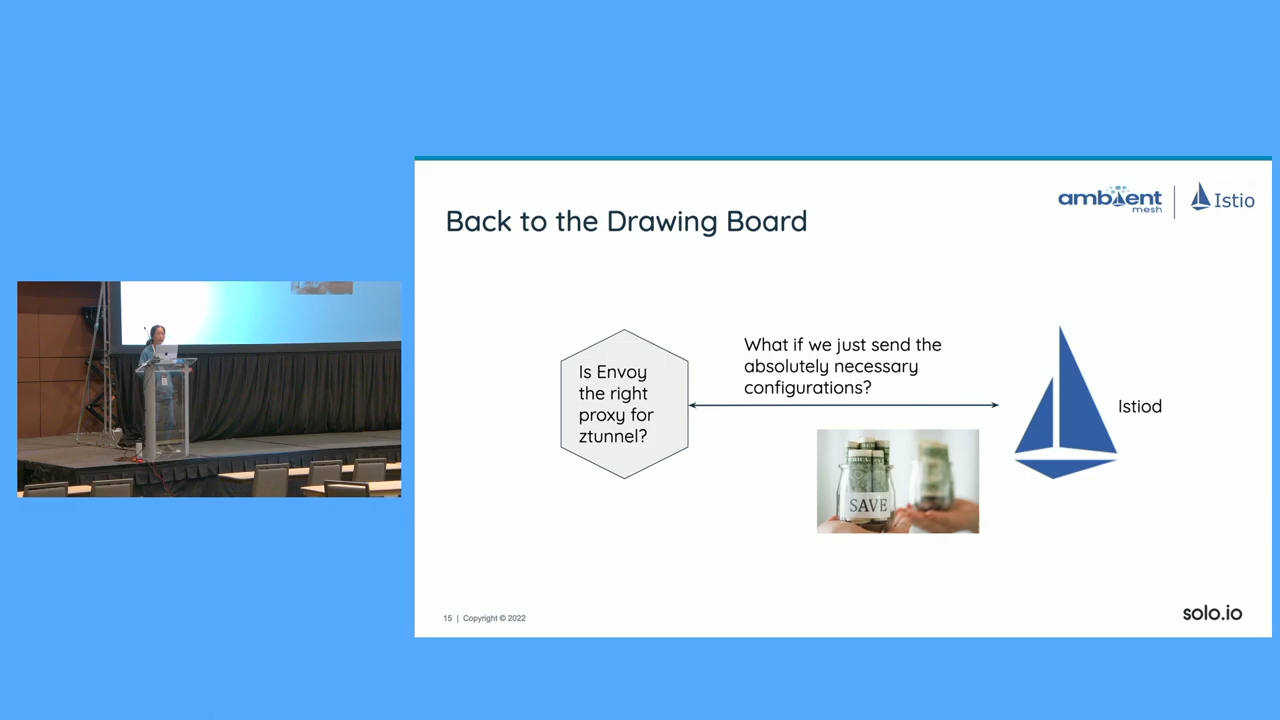 ambient
mesh
Istio
Back to the Drawing Board
Is Envoy
the right
proxy for
ztunnel?
What if we just send the
absolutely necessary
configurations?
Istiod
SAVE
15 | Copyright © 2022
solo.io